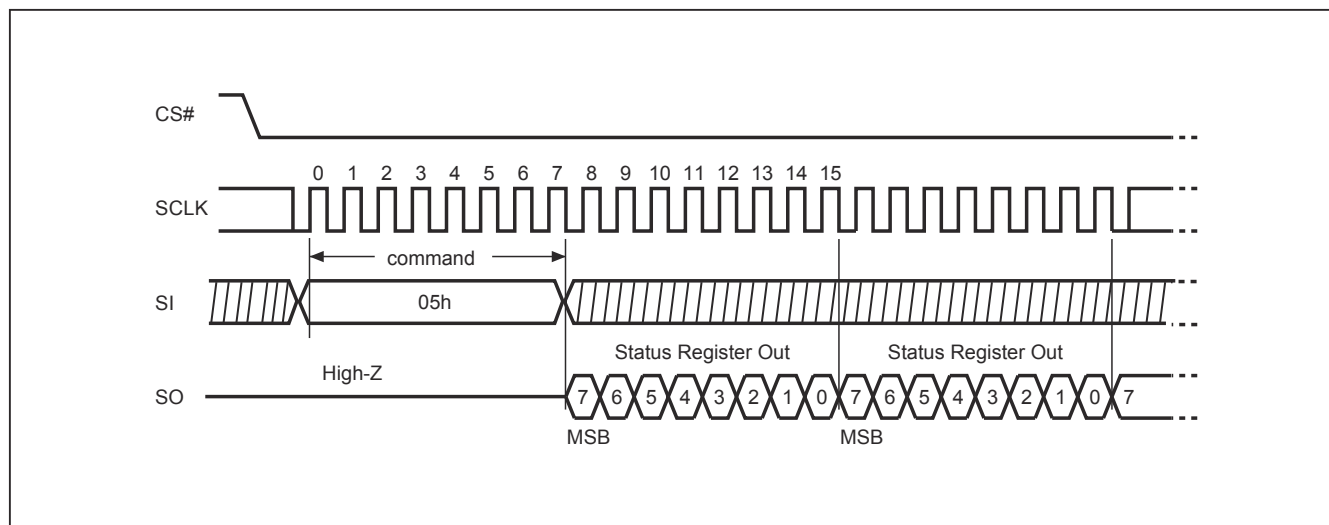 CS#
0 1 2 3 4 5 6 7 8 9 10 11 12 13 14 15
SCLK
command
SI
05h
Status Register Out Status Register Out
High-Z
SO
7 6 5 4 3 2 1 0 7 6 5 4 3 2 1 0 7
MSB MSB